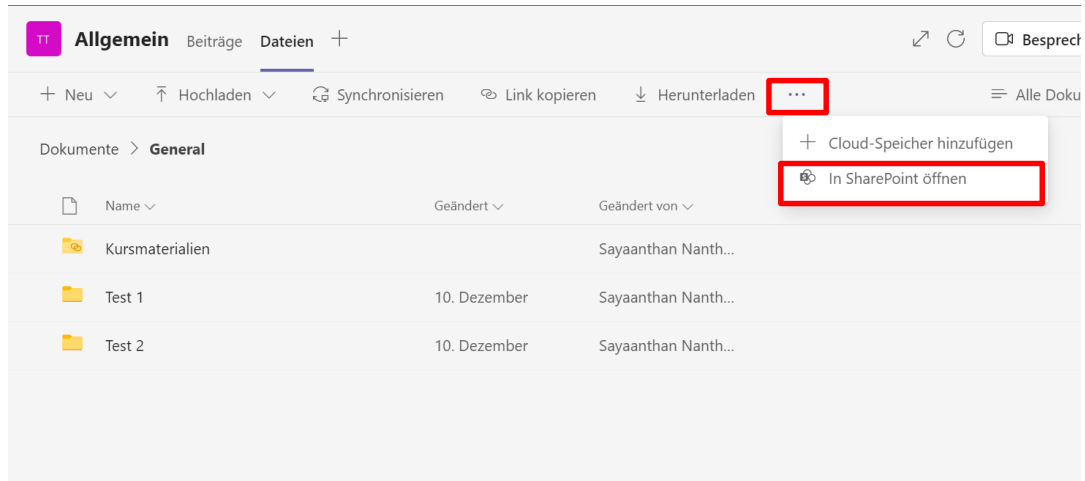 TT Allgemein Beiträge Dateien Besprech
Neu Hochladen Synchronisieren Link kopieren Herunterladen ... Alle Doku
Cloud-Speicher hinzufügen
Dokumente > General
In SharePoint öffnen
Name Geändert Geändert von
Kursmaterialien Sayaanthan Nanth...
Test 1 10. Dezember Sayaanthan Nanth...
Test 2 10. Dezember Sayaanthan Nanth...